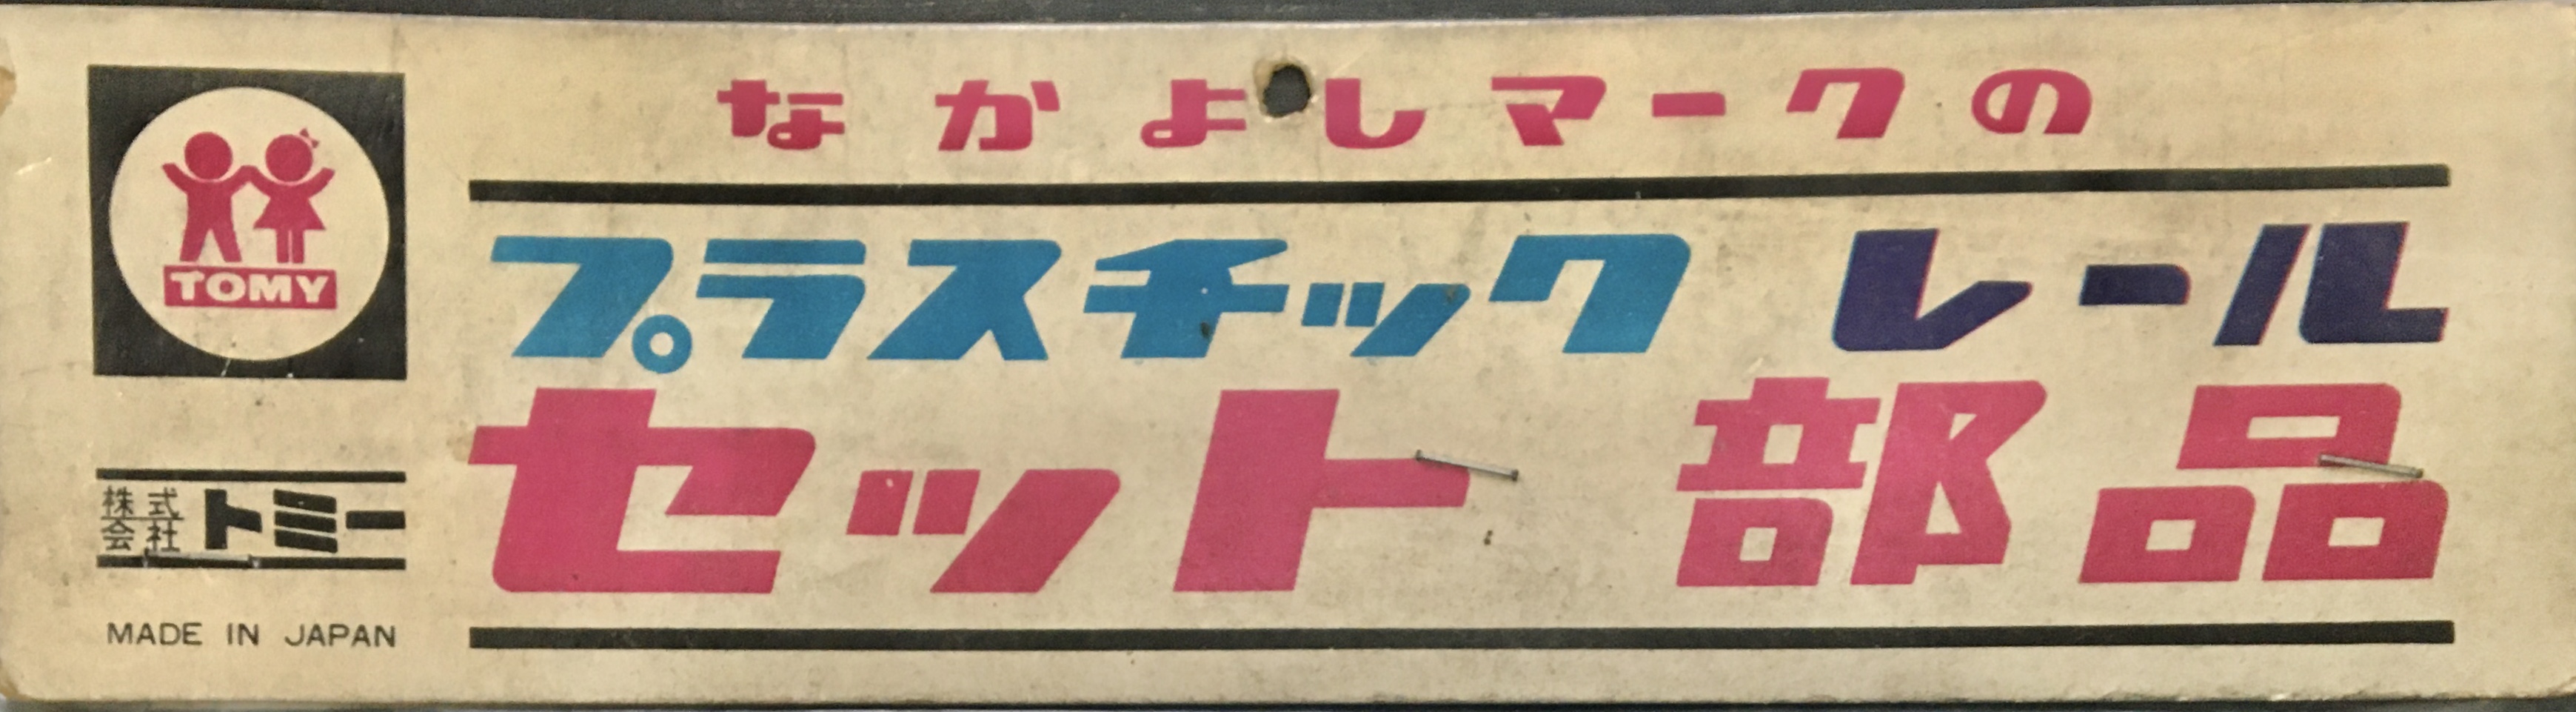 なかよしマークの
プラスチック レール
セット 部品
TOMY
株式会社トミー
MADE IN JAPAN